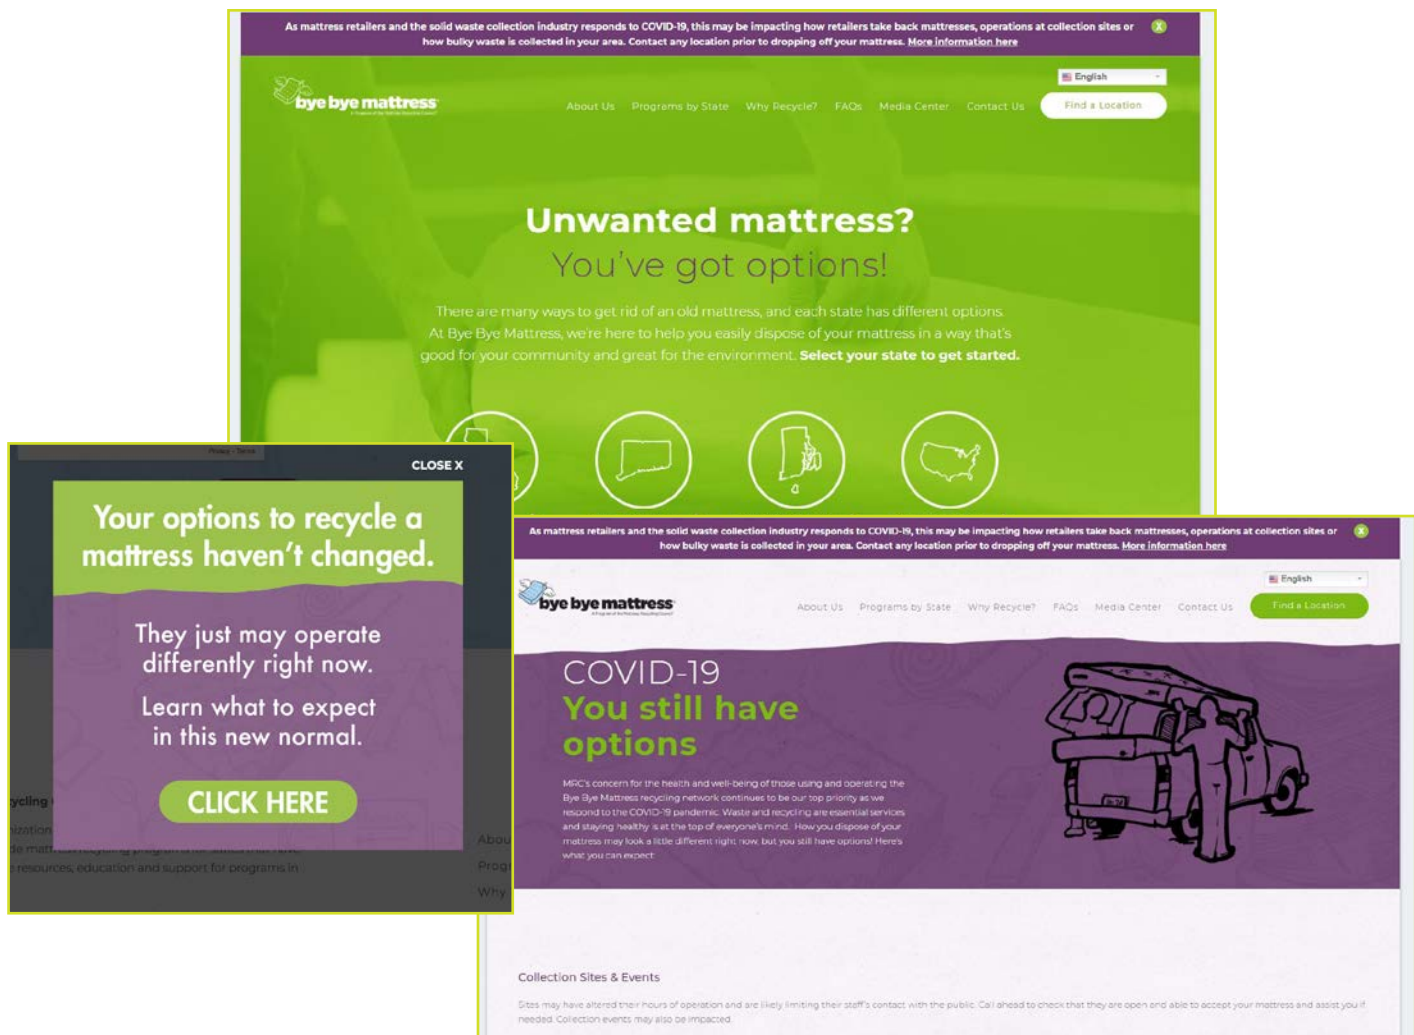 As mattress retailers and the solid waste collection industry responds to COVID-19, this may be impacting how retailers take back mattresses, operations at collection sites or
how bulky waste is collected in your area. Contact any location prior to dropping off your mattress. More information here
X
English
bye bye mattress
About Us Programs by State Why Recycle? FAQs Media Center Contact Us Find a Location
Unwanted mattress?
You've got options!
There are many ways to get rid of an old mattress, and each state has different options.
At Bye Bye Mattress, we're here to help you easily dispose of your mattress in a way that's
good for your community and great for the environment. Select your state to get started.
Privacy - Terms
CLOSE X
Your options to recycle a
mattress haven't changed.
They just may operate
differently right now.
Learn what to expect
in this new normal.
CLICK HERE
resources, education and support for programs in
As mattress retailers and the solid waste collection industry responds to COVID-19, this may be impacting how retailers take back mattresses, operations at collection sites or
how bulky waste is collected in your area. Contact any location prior to dropping off your mattress. More information here
X
English
bye bye mattress
A Program of the Mattress Recycling Council
About Us Programs by State Why Recycle? FAQs Media Center Contact Us Find a Location
COVID-19
You still have
options
MRC's concern for the health and well-being of those using and operating the
Bye Bye Mattress recycling network continues to be our top priority as we
respond to the COVID-19 pandemic. Waste and recycling are essential services
and staying healthy is at the top of everyone's mind. How you dispose of your
mattress may look a little different right now, but you still have options! Here's
what you can expect:
Collection Sites & Events
Sites may have altered their hours of operation and are likely limiting their staff's contact with the public. Call ahead to check that they are open and able to accept your mattress and assist you if
needed. Collection events may also be impacted.